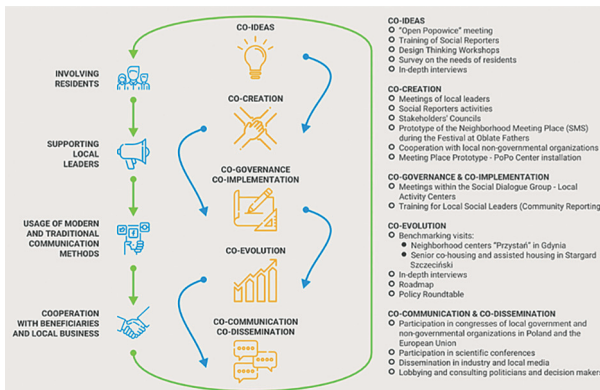 INVOLVING
RESIDENTS
SUPPORTING
LOCAL
LEADERS
USAGE OF MODERN
AND TRADITIONAL
COMMUNICATION
METHODS
COOPERATION
WITH BENEFICIARIES
AND LOCAL BUSINESS
CO-IDEAS
CO-CREATION
CO-GOVERNANCE
CO-IMPLEMENTATION
CO-EVOLUTION
CO-COMMUNICATION
CO-DISSEMINATION
CO-IDEAS
"Open Popowice" meeting
Training of Social Reporters
Design Thinking Workshops
Survey on the needs of residents
In-depth interviews
CO-CREATION
Meetings of local leaders
Social Reporters activities
Stakeholders' Councils
Prototype of the Neighborhood Meeting Place (SMS)
during the Festival at Oblate Fathers
Cooperation with local non-governmental organizations
Meeting Place Prototype - PoPo Center installation
CO-GOVERNANCE & CO-IMPLEMENTATION
Meetings within the Social Dialogue Group - Local
Activity Centers
Training for Local Social Leaders (Community Reporting
CO-EVOLUTION
Benchmarking visits:
Neighborhood centers "Przystań" in Gdynia
Senior co-housing and assisted housing in Stargard
Szczeciński
In-depth interviews
Roadmap
Policy Roundtable
CO-COMMUNICATION & CO-DISSEMINATION
Participation in congresses of local government and
non-governmental organizations in Poland and the
European Union
Participation in scientific conferences
Dissemination in industry and local media
Lobbying and consulting politicians and decision makers